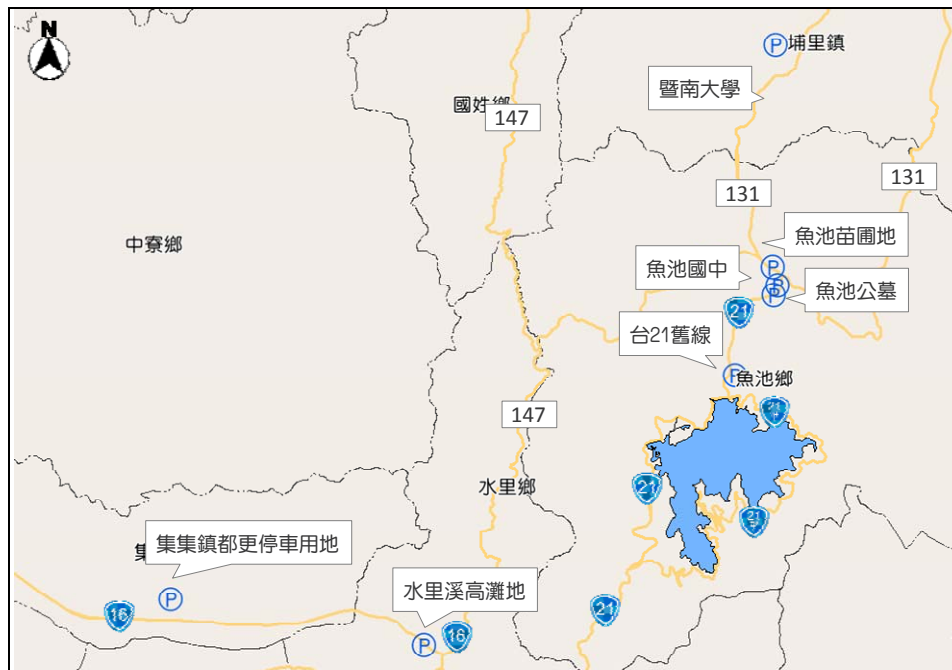 N
P
埔里鎮
暨南大學
國姓鄉
147
131
131
中寮鄉
魚池苗圃地
魚池國中
P
P
P
魚池公墓
21
台21舊線
P
魚池鄉
21
147
水里鄉
21
21
集集鎮都更停車用地
集
P
水里溪高灘地
16
21
16
P